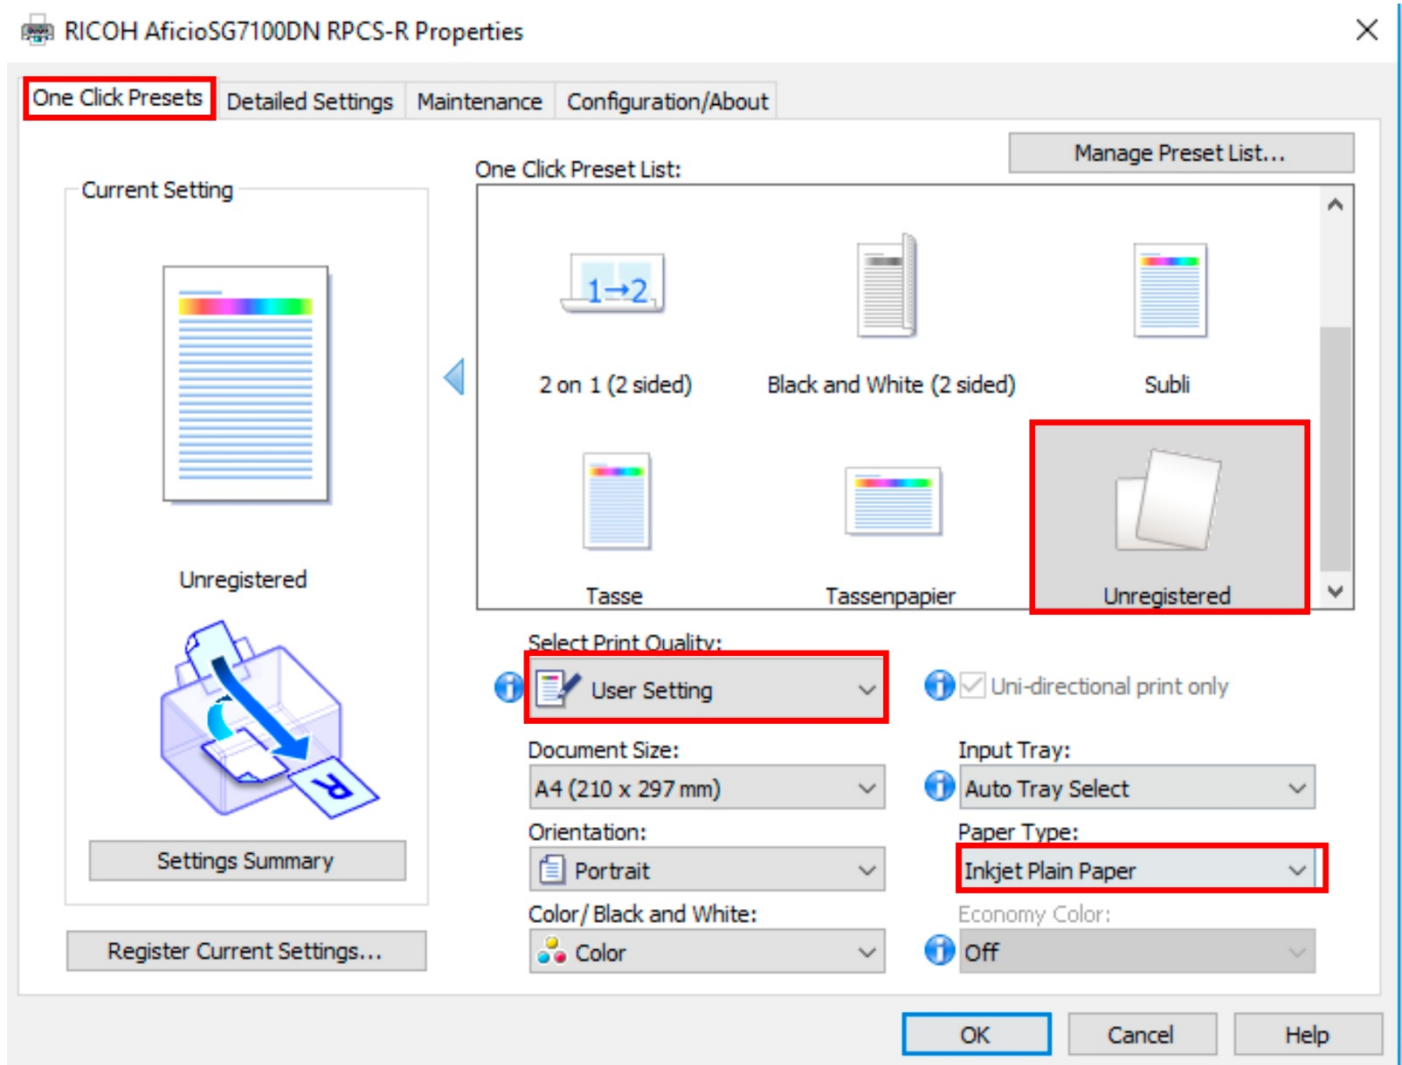 RICOH AficioSG7100DN RPCS-R Properties
One Click Presets
Detailed Settings
Maintenance
Configuration/About
Manage Preset List...
One Click Preset List:
Current Setting
1→2
2 on 1 (2 sided)
Black and White (2 sided)
Subli
Unregistered
Tasse
Tassenpapier
Unregistered
Select Print Quality:
User Setting
Uni-directional print only
Document Size:
Input Tray:
A4 (210 x 297 mm)
Auto Tray Select
Orientation:
Paper Type:
R
Settings Summary
Portrait
Inkjet Plain Paper
Color/ Black and White:
Economy Color:
Register Current Settings...
Color
Off
OK
Cancel
Help